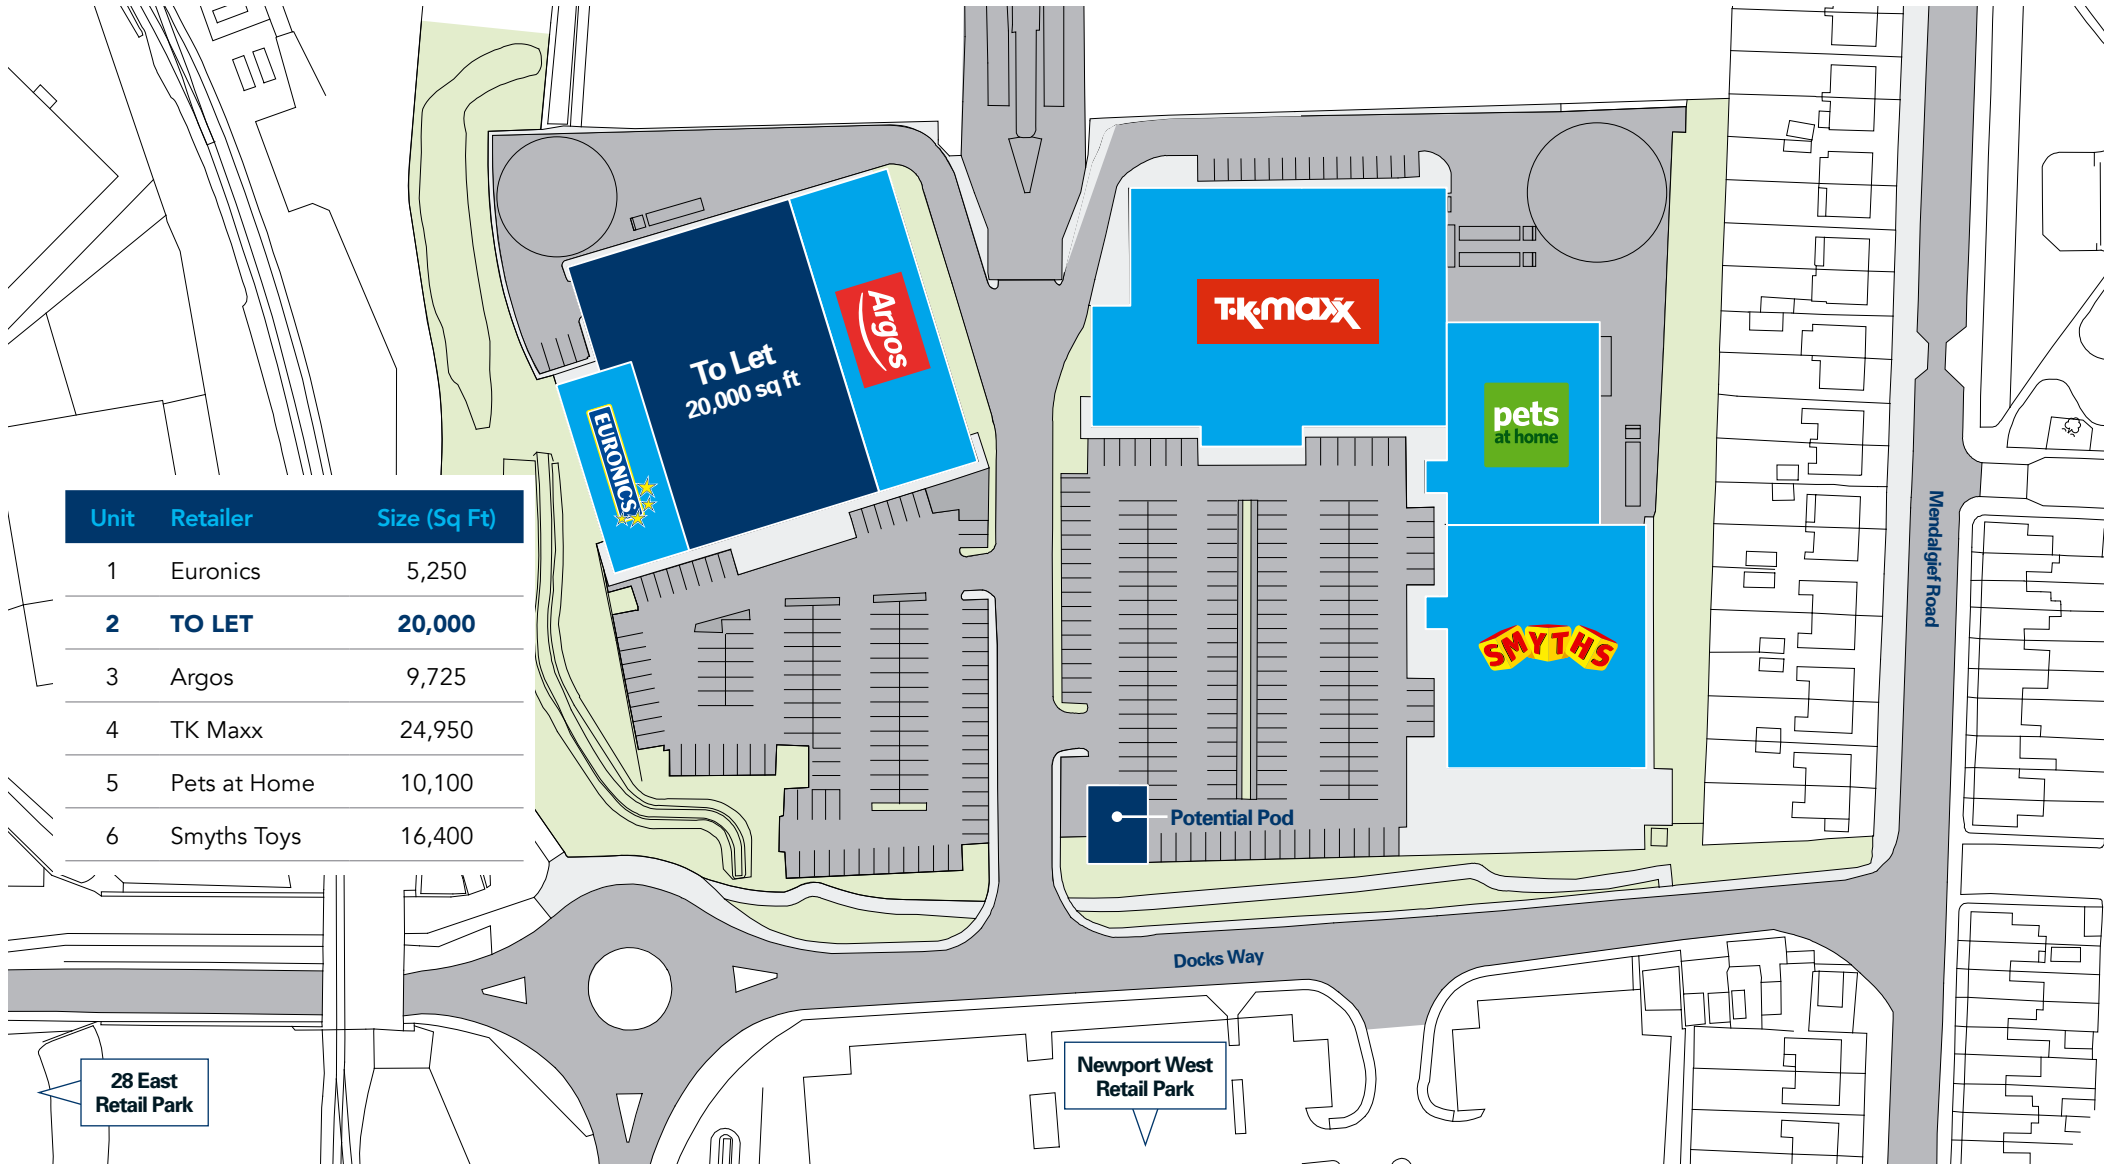 To Let
20,000 sq ft
Argos
EURONICS
T·K·maxx
pets
at home
SMYTHS
Unit Retailer Size (Sq Ft)
1 Euronics 5,250
2 TO LET 20,000
3 Argos 9,725
4 TK Maxx 24,950
5 Pets at Home 10,100
6 Smyths Toys 16,400
Potential Pod
Mendalgief Road
Docks Way
28 East
Retail Park
Newport West
Retail Park